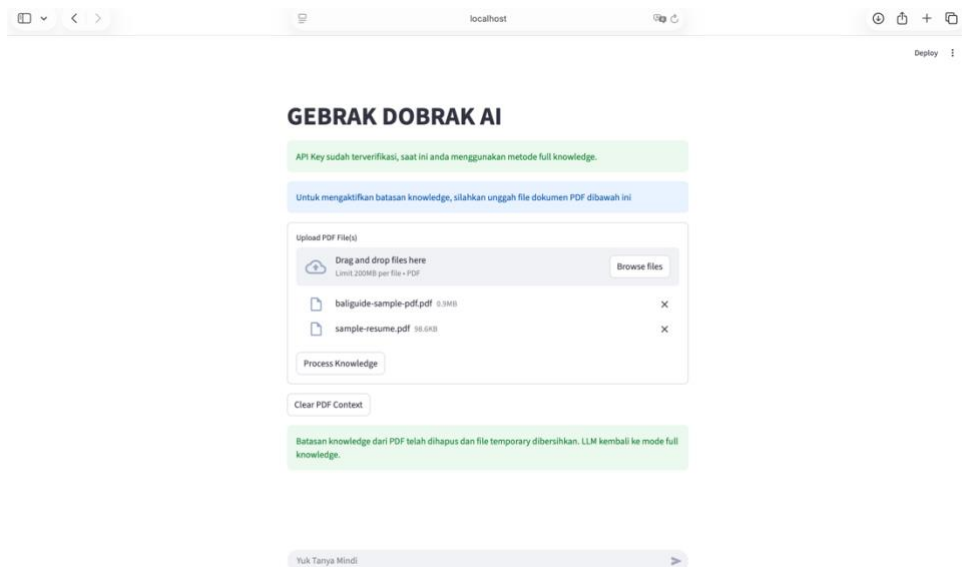 localhost
Deploy
GEBRAK DOBRAK AI
API Key sudah terverifikasi, saat ini anda menggunakan metode full knowledge.
Untuk mengaktifkan batasan knowledge, silahkan unggah file dokumen PDF dibawah ini
Upload PDF File(s)
Drag and drop files here
Limit 200MB per file • PDF
Browse files
baliguide-sample-pdf.pdf 0.9MB
sample-resume.pdf 98.6KB
Process Knowledge
Clear PDF Context
Batasan knowledge dari PDF telah dihapus dan file temporary dibersihkan. LLM kembali ke mode full
knowledge.
Yuk Tanya Mindi